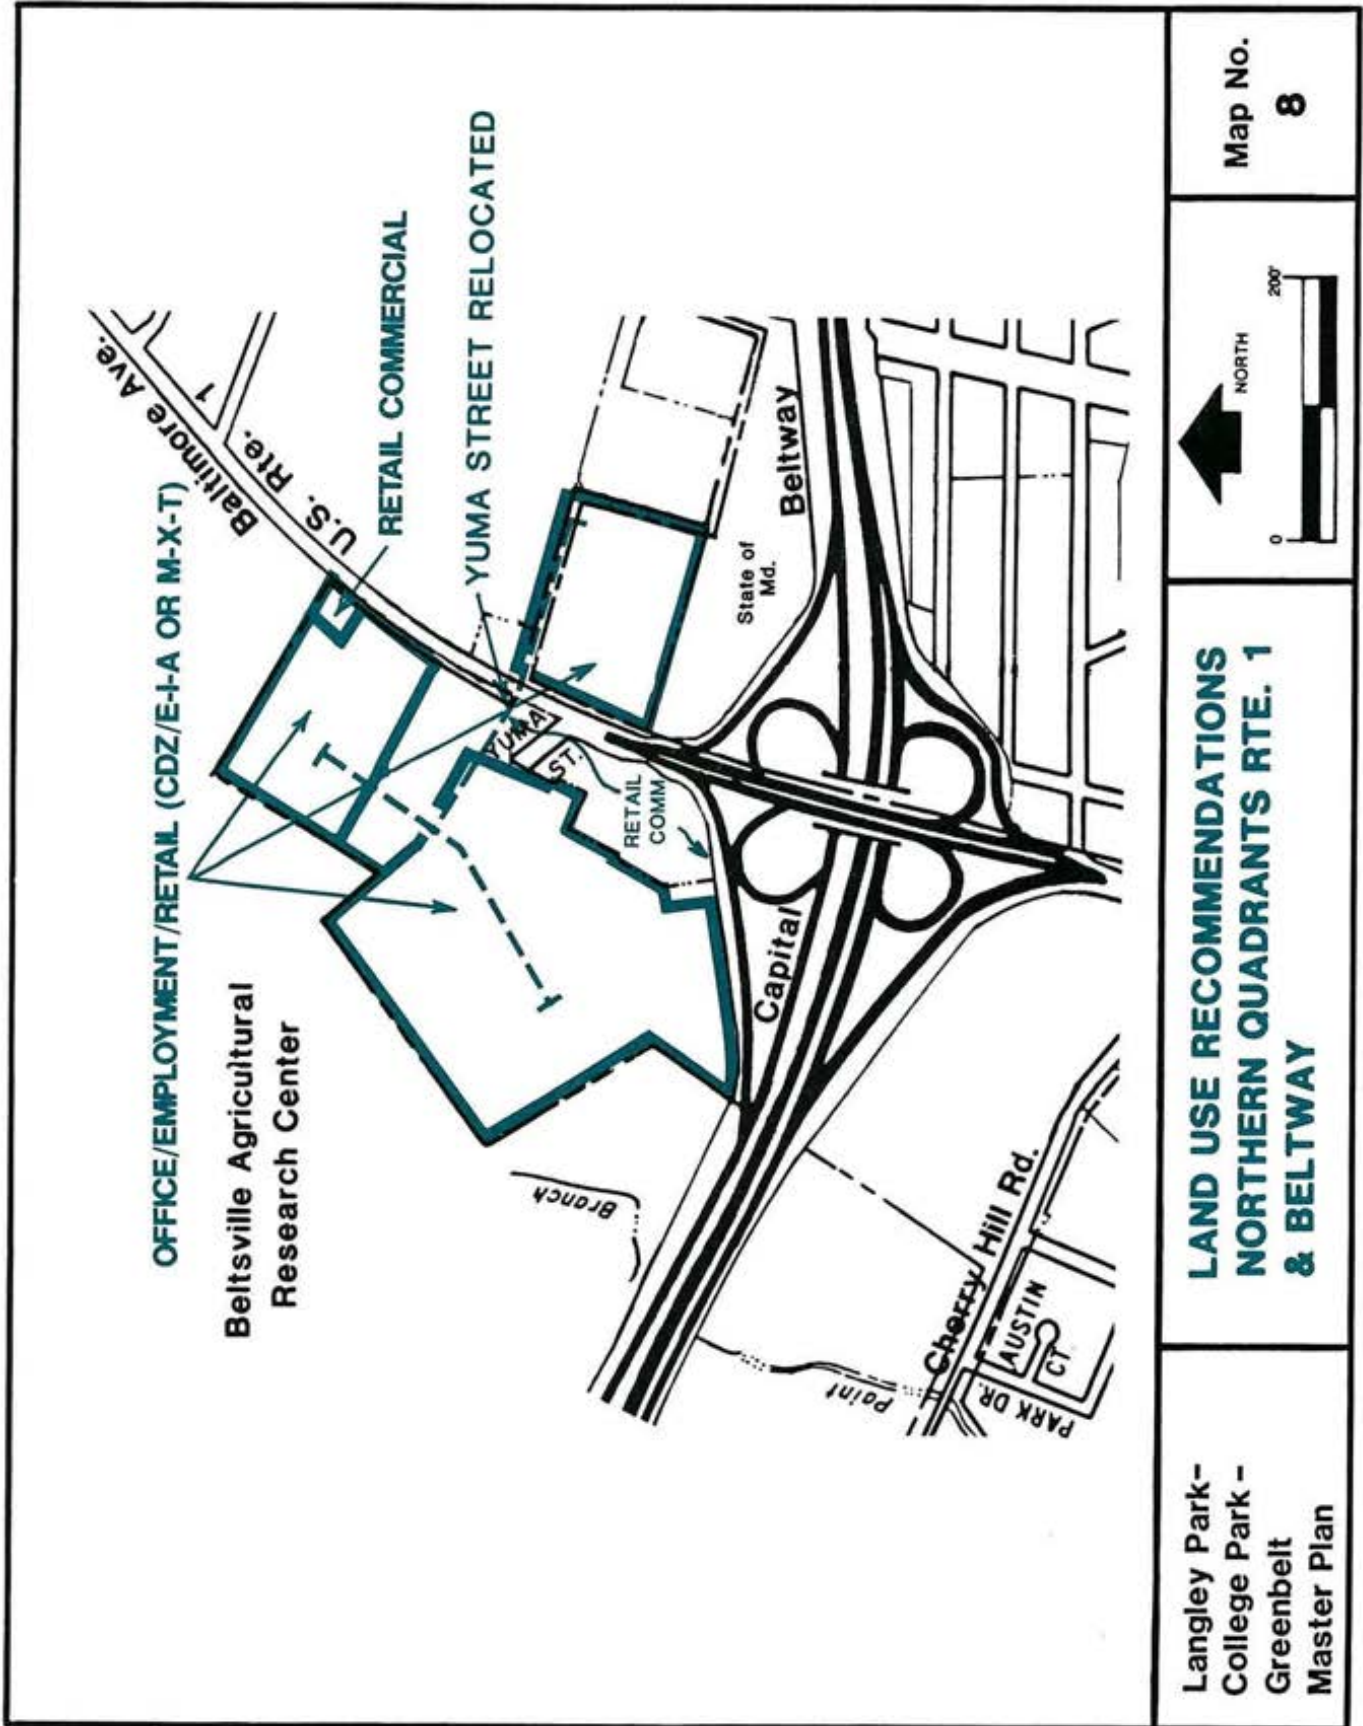 OFFICE/EMPLOYMENT/RETAIL (CDZ/E-I-A OR M-X-T)
Baltimore Ave.
U.S. Rte. 1
RETAIL COMMERCIAL
YUMA STREET RELOCATED
Beltsville Agricultural
Research Center
YUMA
ST.
RETAIL
COMM
State of
Md.
Capital
Beltway
Branch
Paint
Cherry Hill Rd.
AUSTIN
CT.
PARK DR.
Langley Park-
College Park -
Greenbelt
Master Plan
LAND USE RECOMMENDATIONS
NORTHERN QUADRANTS RTE. 1
& BELTWAY
NORTH
0
200'
Map No.
8